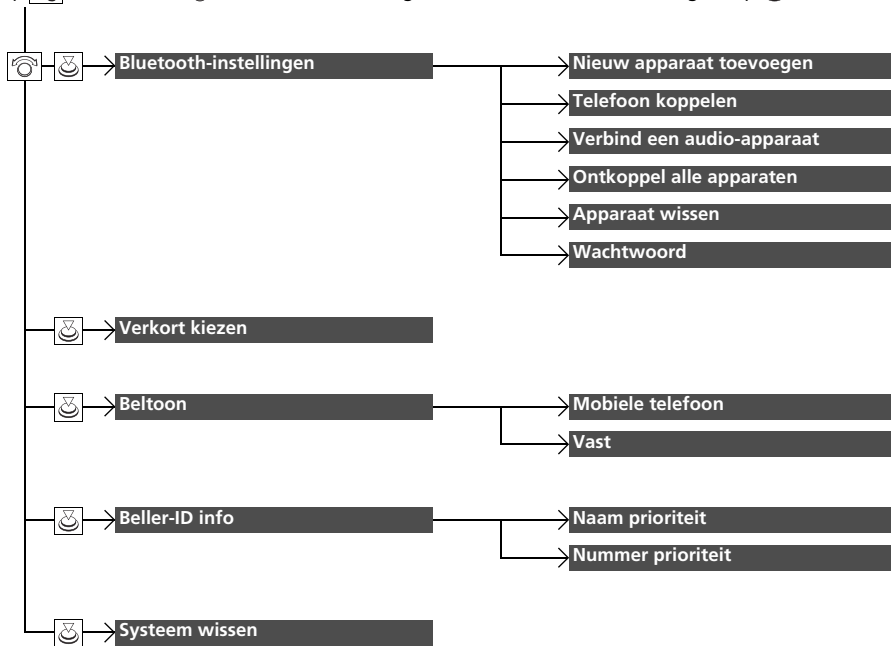 Bluetooth-instellingen
Nieuw apparaat toevoegen
Telefoon koppelen
Verbind een audio-apparaat
Ontkoppel alle apparaten
Apparaat wissen
Wachtwoord
Verkort kiezen
Beltoon
Mobiele telefoon
Vast
Beller-ID info
Naam prioriteit
Nummer prioriteit
Systeem wissen